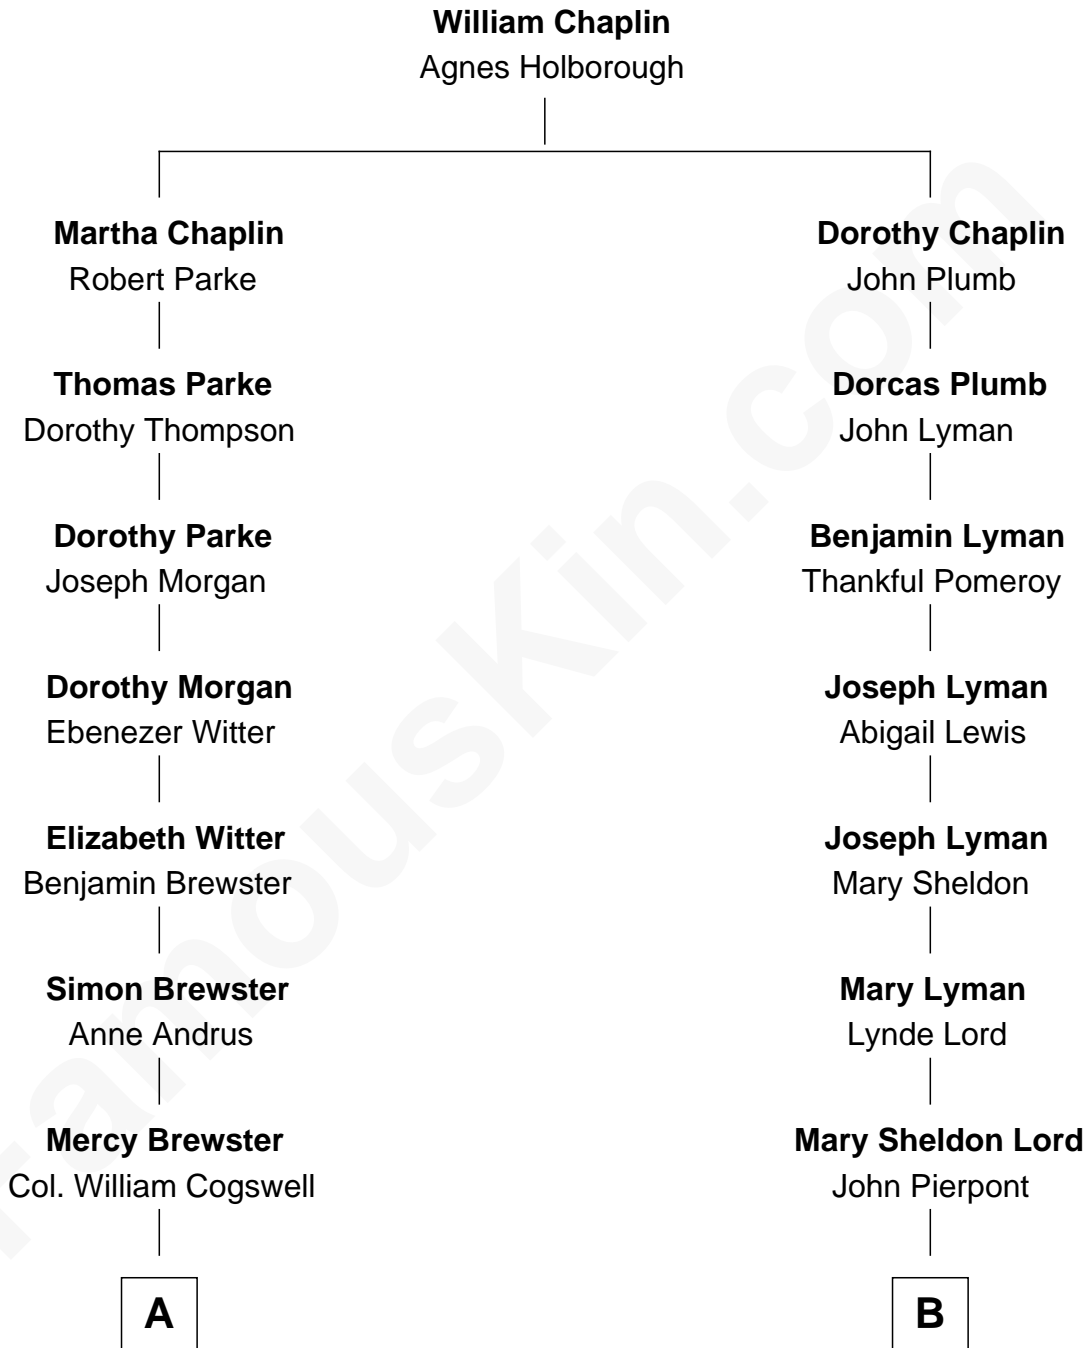 William Chaplin
Agnes Holborough
Martha Chaplin
Robert Parke
Dorothy Chaplin
John Plumb
Thomas Parke
Dorothy Thompson
Dorcas Plumb
John Lyman
Dorothy Parke
Joseph Morgan
Benjamin Lyman
Thankful Pomeroy
Dorothy Morgan
Ebenezer Witter
Joseph Lyman
Abigail Lewis
Elizabeth Witter
Benjamin Brewster
Joseph Lyman
Mary Sheldon
Simon Brewster
Anne Andrus
Mary Lyman
Lynde Lord
Mercy Brewster
Col. William Cogswell
Mary Sheldon Lord
John Pierpont
A
B
FamousKin.com